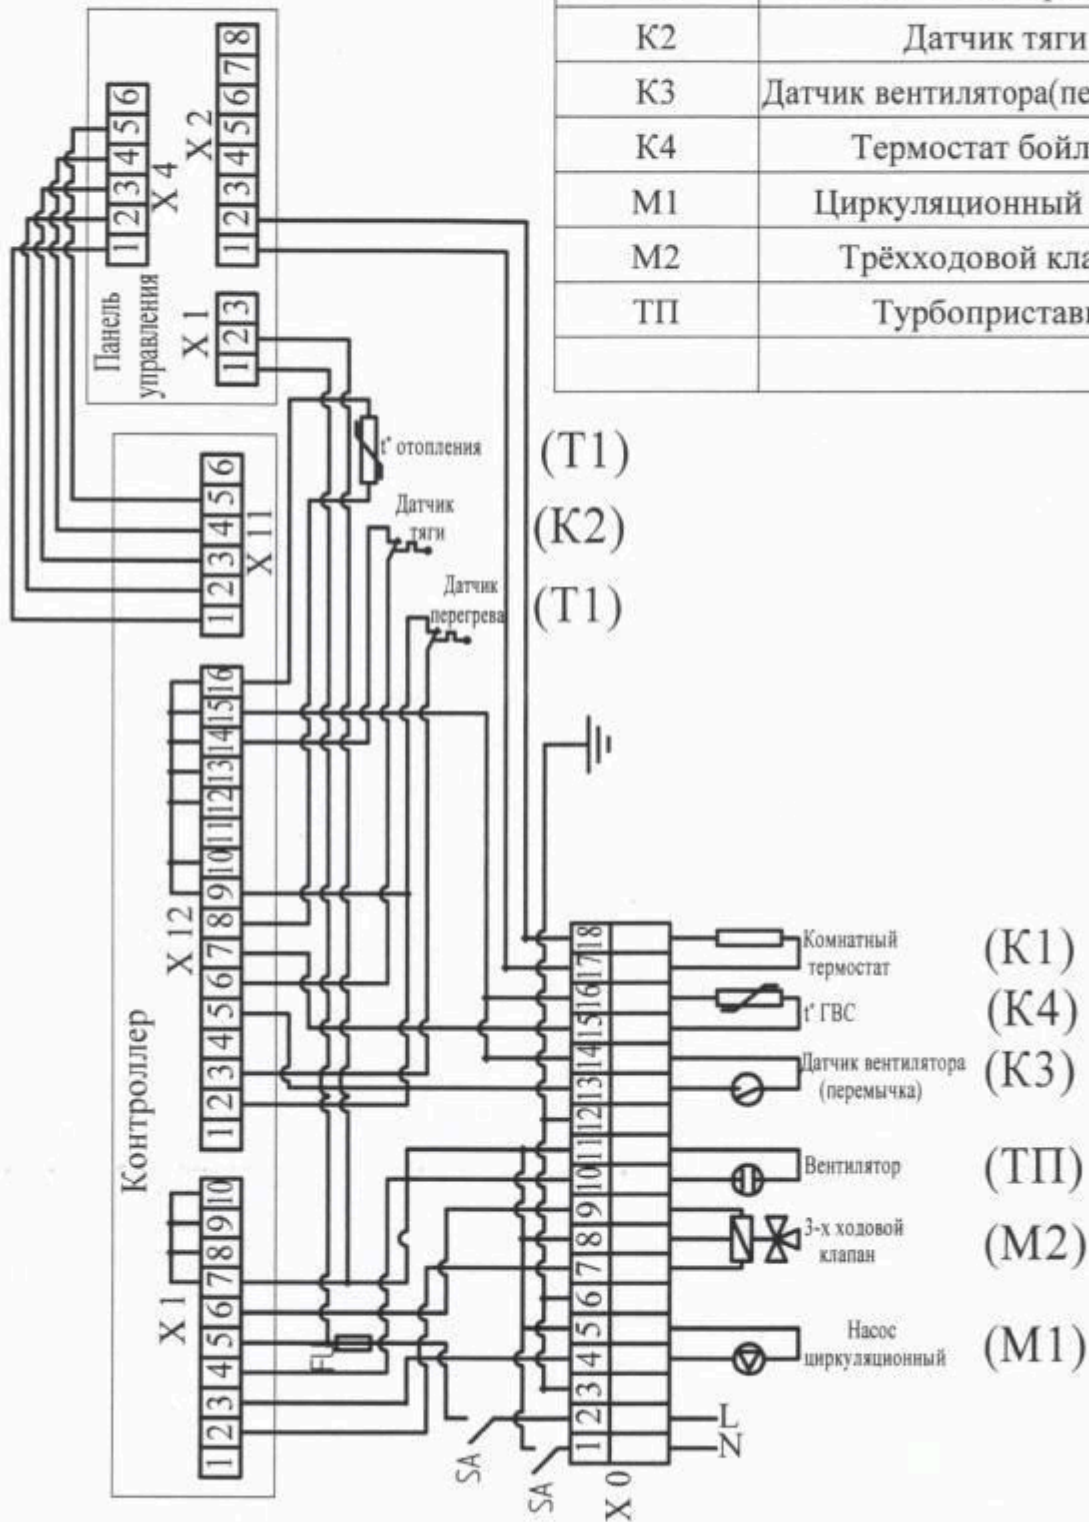 К2 Датчик тяги
К3 Датчик вентилятора(пе
К4 Термостат бойл
М1 Циркуляционный
М2 Трёхходовой кла
ТП Турбопристав
1 2 3 4 5 6
X 4
1 2 3 4 5 6 7 8
X 2
Панель
управления
X 1
1 2 3
t° отопления
(Т1)
Датчик
тяги
(К2)
Датчик
перегрева
(Т1)
1 2 3 4 5 6
X 11
Контроллер
X 12
1 2 3 4 5 6 7 8 9 10 11 12 13 14 15 16
X 1
1 2 3 4 5 6 7 8 9 10
FU
SA
SA
X 0
1 2 3 4 5 6 7 8 9 10 11 12 13 14 15 16 17 18
Комнатный
термостат
(К1)
t° ГВС
(К4)
Датчик вентилятора
(перемычка)
(К3)
Вентилятор
(ТП)
3-х ходовой
клапан
(М2)
Насос
циркуляционный
(М1)
L
N